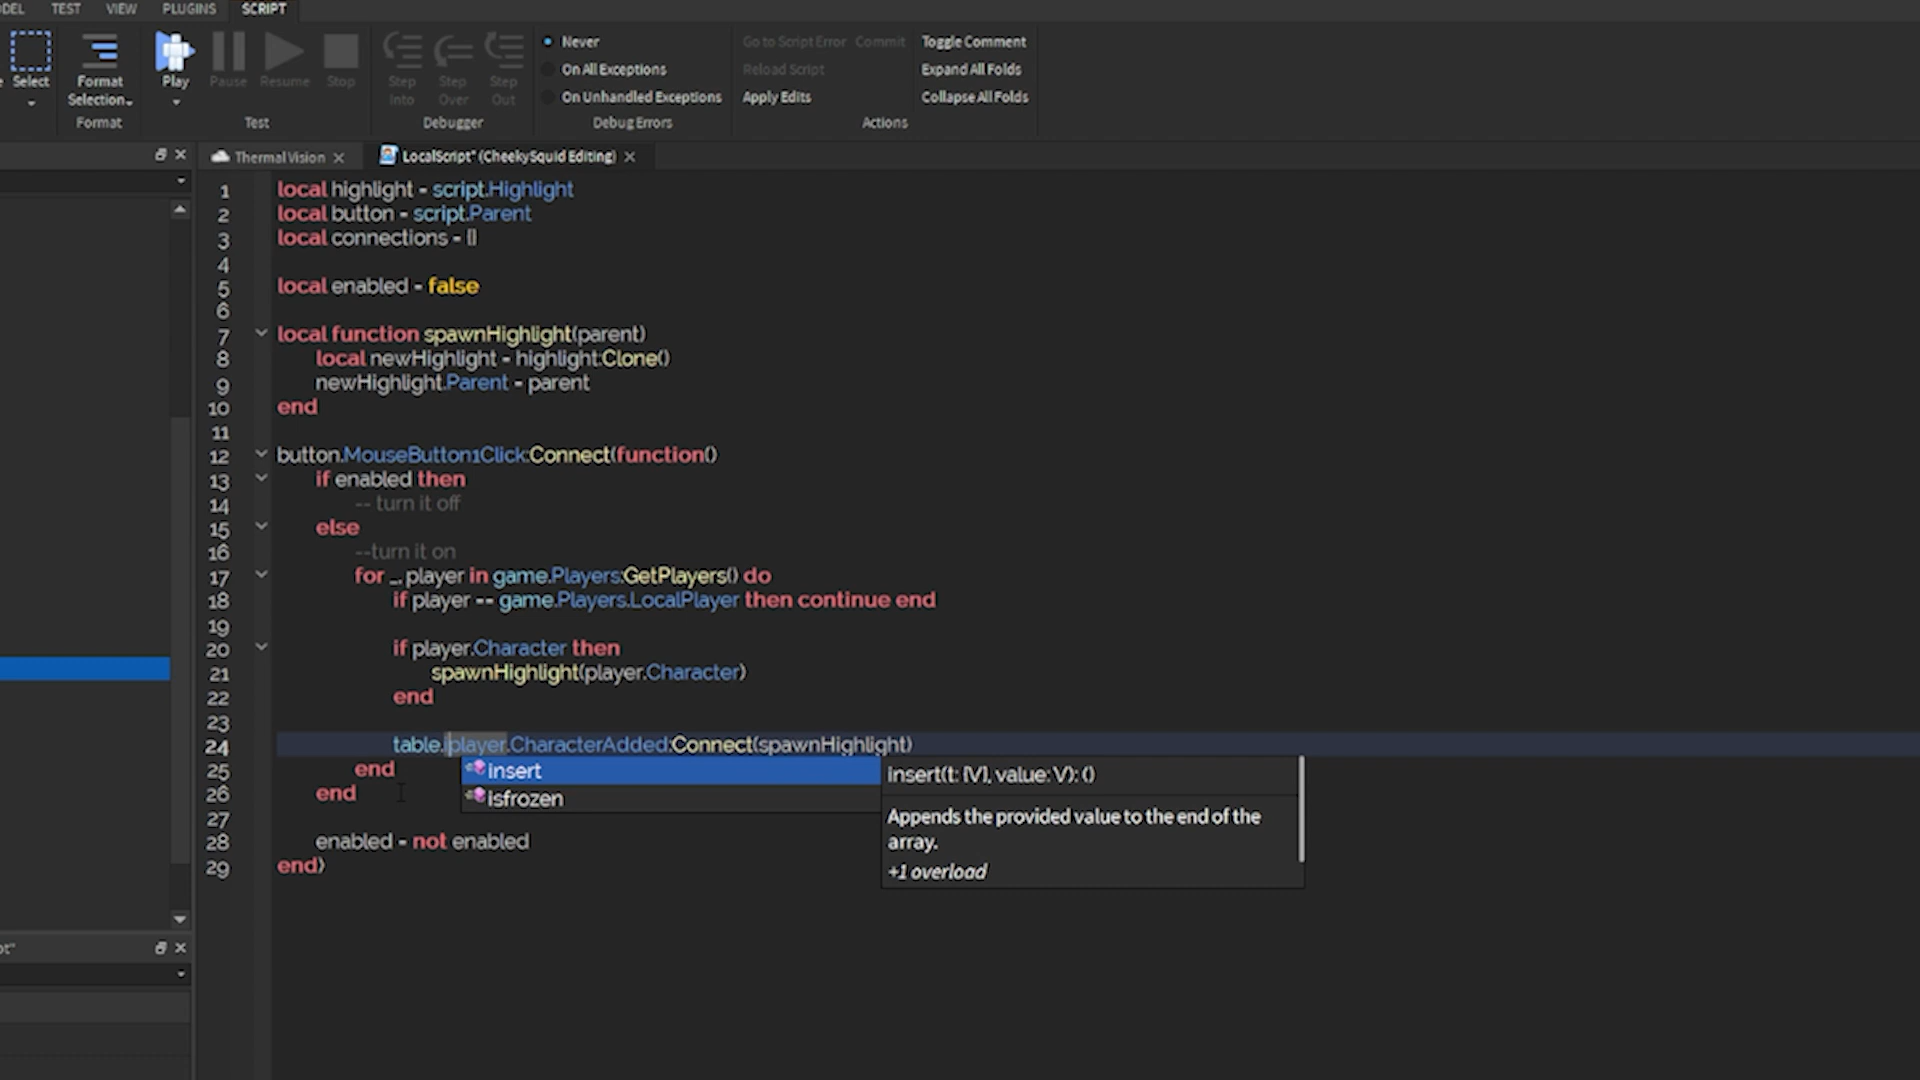 DEL TEST VIEW PLUGINS SCRIPT
Select
Format
Selection
Format
Play
Pause
Resume
Stop
Test
Step
Into
Step
Over
Step
Out
Debugger
Never
On All Exceptions
On Unhandled Exceptions
Debug Errors
Go to Script Error Commit
Reload Script
Apply Edits
Toggle Comment
Expand All Folds
Collapse All Folds
Actions
Thermal Vision
LocalScript* (CheekySquid Editing)
1 local highlight = script.Highlight
2 local button = script.Parent
3 local connections = {}
4
5 local enabled = false
6
7 local function spawnHighlight(parent)
8 local newHighlight = highlight:Clone()
9 newHighlight.Parent = parent
10 end
11
12 button.MouseButton1Click:Connect(function()
13 if enabled then
14 -- turn it off
15 else
16 --turn it on
17 for _, player in game.Players:GetPlayers() do
18 if player == game.Players.LocalPlayer then continue end
19
20 if player.Character then
21 spawnHighlight(player.Character)
22 end
23
24 table.iplayer.CharacterAdded:Connect(spawnHighlight)
25 end
26 end
27
28 enabled = not enabled
29 end)
insert
isfrozen
insert(t: {V}, value: V): ()
Appends the provided value to the end of the
array.
+1 overload